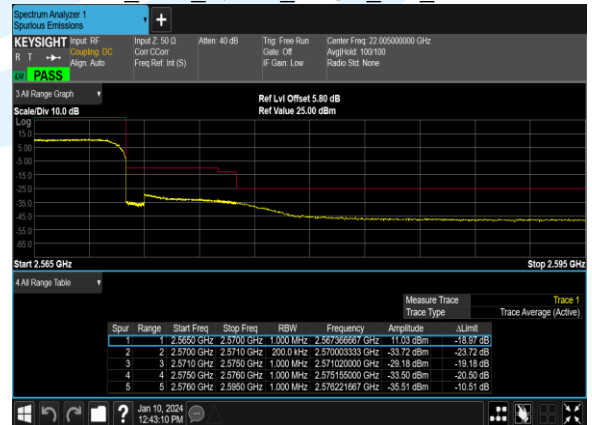 Spectrum Analyzer 1
Spurious Emissions
+
KEYSIGHT Input: RF Input Z: 50 Ω Atten: 40 dB Trig: Free Run Center Freq: 22.005000000 GHz
R T Coupling: DC Corr CCorr Gate: Off Avg|Hold: 100/100
Align: Auto Freq Ref: Int (S) IF Gain: Low Radio Std: None
LV PASS
3 All Range Graph
Ref Lvl Offset 5.80 dB
Scale/Div 10.0 dB Ref Value 25.00 dBm
Log
15.0
5.00
-5.00
-15.0
-25.0
-35.0
-45.0
-55.0
-65.0
Start 2.565 GHz Stop 2.595 GHz
4 All Range Table
Measure Trace Trace 1
Trace Type Trace Average (Active)
Spur Range Start Freq Stop Freq RBW Frequency Amplitude ΔLimit
1 1 2.5650 GHz 2.5700 GHz 1.000 MHz 2.567366667 GHz 11.03 dBm -18.97 dB
2 2 2.5700 GHz 2.5710 GHz 200.0 kHz 2.570003333 GHz -33.72 dBm -23.72 dB
3 3 2.5710 GHz 2.5750 GHz 1.000 MHz 2.571020000 GHz -29.18 dBm -19.18 dB
4 4 2.5750 GHz 2.5760 GHz 1.000 MHz 2.575155000 GHz -33.50 dBm -20.50 dB
5 5 2.5760 GHz 2.5950 GHz 1.000 MHz 2.576221667 GHz -35.51 dBm -10.51 dB
? Jan 10, 2024
12:43:10 PM